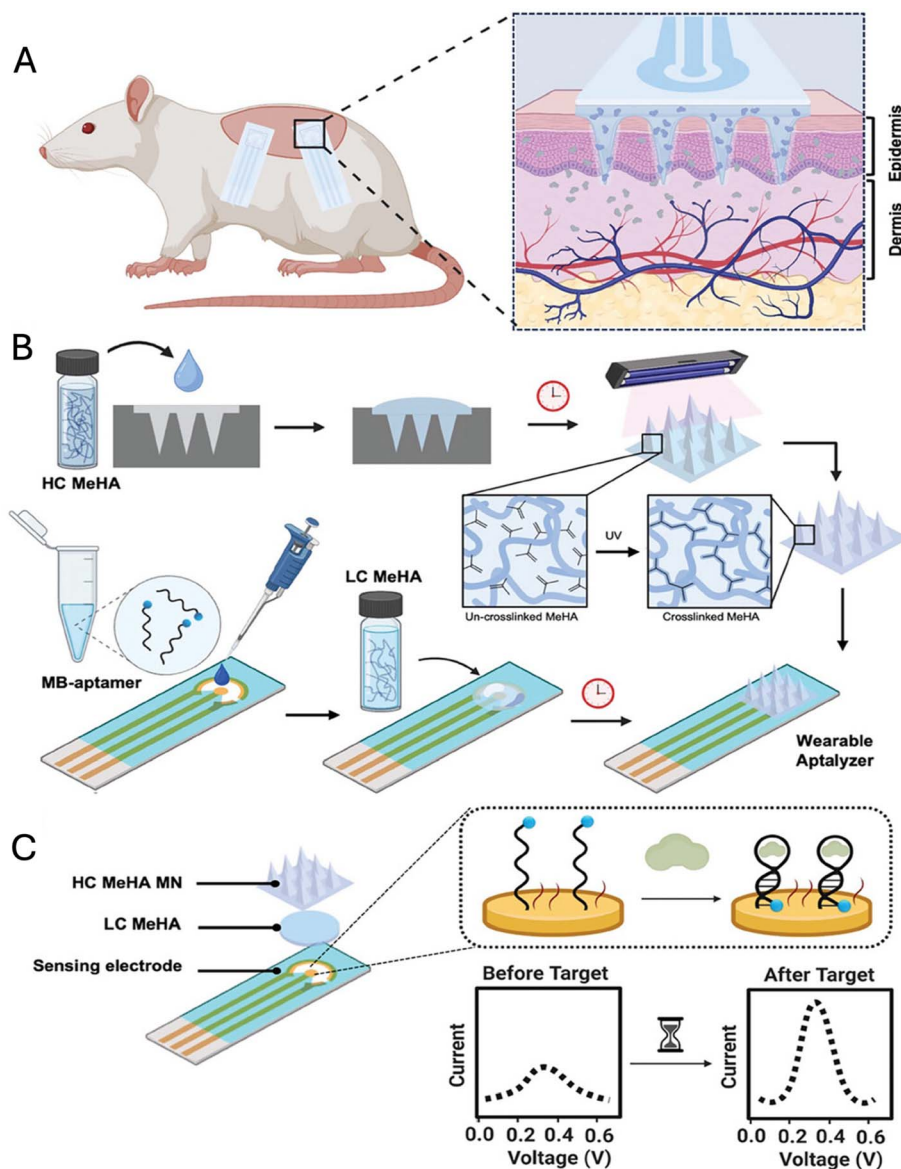 A
Epidermis
Dermis
B
HC MeHA
UV
Un-crosslinked MeHA
Crosslinked MeHA
MB-aptamer
LC MeHA
Wearable
Aptalyzer
C
HC MeHA MN
LC MeHA
Sensing electrode
Before Target
After Target
Current
Current
0.0 0.2 0.4 0.6
0.0 0.2 0.4 0.6
Voltage (V)
Voltage (V)